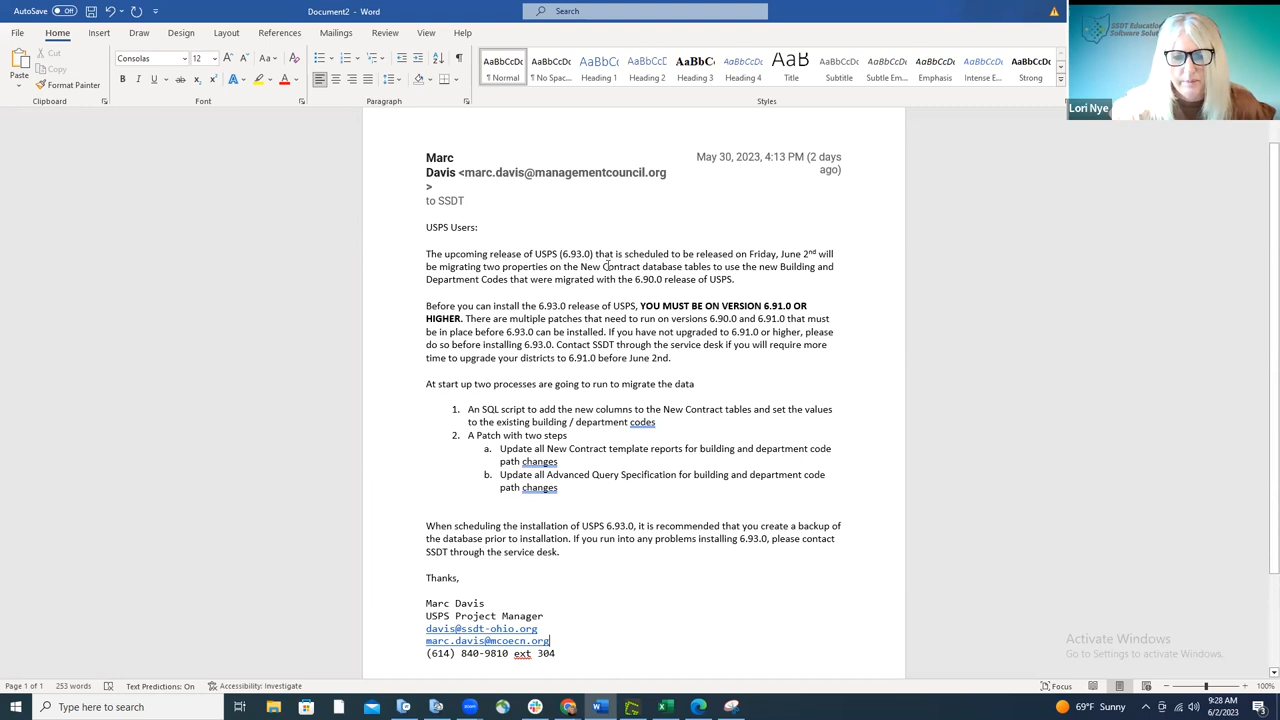 AutoSave Off
Document2 - Word
Search
File Home Insert Draw Design Layout References Mailings Review View Help
Cut
Copy
Format Painter
Paste
Clipboard
Consolas 12
Font
Paragraph
AaBbCcDc AaBbCcDc AaBbCc AaBbCcD AaBbC AaBbCcD AaB AaBbCcD AaBbCcDc AaBbCcDc AaBbCcDc AaBbCcDc
¶ Normal ¶ No Spac... Heading 1 Heading 2 Heading 3 Heading 4 Title Subtitle Subtle Em... Emphasis Intense E... Strong
Styles
SSDT Education
Software Soluti
Lori Nye
Marc
Davis <marc.davis@managementcouncil.org
>
to SSDT
May 30, 2023, 4:13 PM (2 days
ago)
USPS Users:
The upcoming release of USPS (6.93.0) that is scheduled to be released on Friday, June 2nd will
be migrating two properties on the New Contract database tables to use the new Building and
Department Codes that were migrated with the 6.90.0 release of USPS.
Before you can install the 6.93.0 release of USPS, YOU MUST BE ON VERSION 6.91.0 OR
HIGHER. There are multiple patches that need to run on versions 6.90.0 and 6.91.0 that must
be in place before 6.93.0 can be installed. If you have not upgraded to 6.91.0 or higher, please
do so before installing 6.93.0. Contact SSDT through the service desk if you will require more
time to upgrade your districts to 6.91.0 before June 2nd.
At start up two processes are going to run to migrate the data
1. An SQL script to add the new columns to the New Contract tables and set the values
to the existing building / department codes
2. A Patch with two steps
a. Update all New Contract template reports for building and department code
path changes
b. Update all Advanced Query Specification for building and department code
path changes
When scheduling the installation of USPS 6.93.0, it is recommended that you create a backup of
the database prior to installation. If you run into any problems installing 6.93.0, please contact
SSDT through the service desk.
Thanks,
Marc Davis
USPS Project Manager
davis@ssdt-ohio.org
marc.davis@mcoecn.org
(614) 840-9810 ext 304
Activate Windows
Go to Settings to activate Windows.
Page 1 of 1 253 words Text Predictions: On Accessibility: Investigate
Focus 100%
Type here to search
69°F Sunny
9:28 AM
6/2/2023